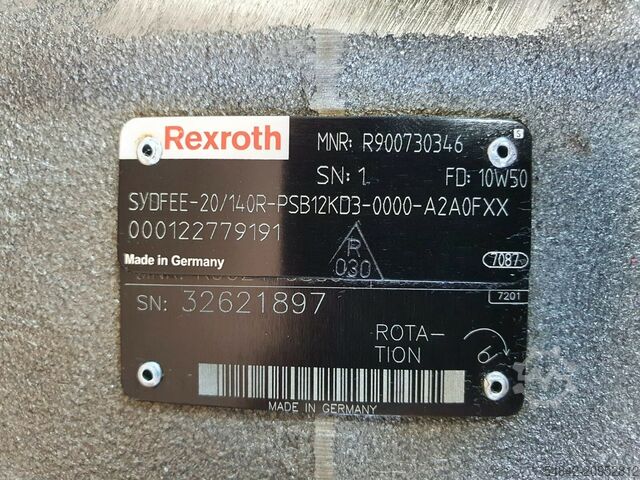 Rexroth
MNR: R900730346
SN: 1 FD: 10W50
SYDFEE-20/140R-PSB12KD3-0000-A2A0FXX
000122779191
R
030
Made in Germany
7087
7201
SN: 32621897
ROTA-
TION
MADE IN GERMANY